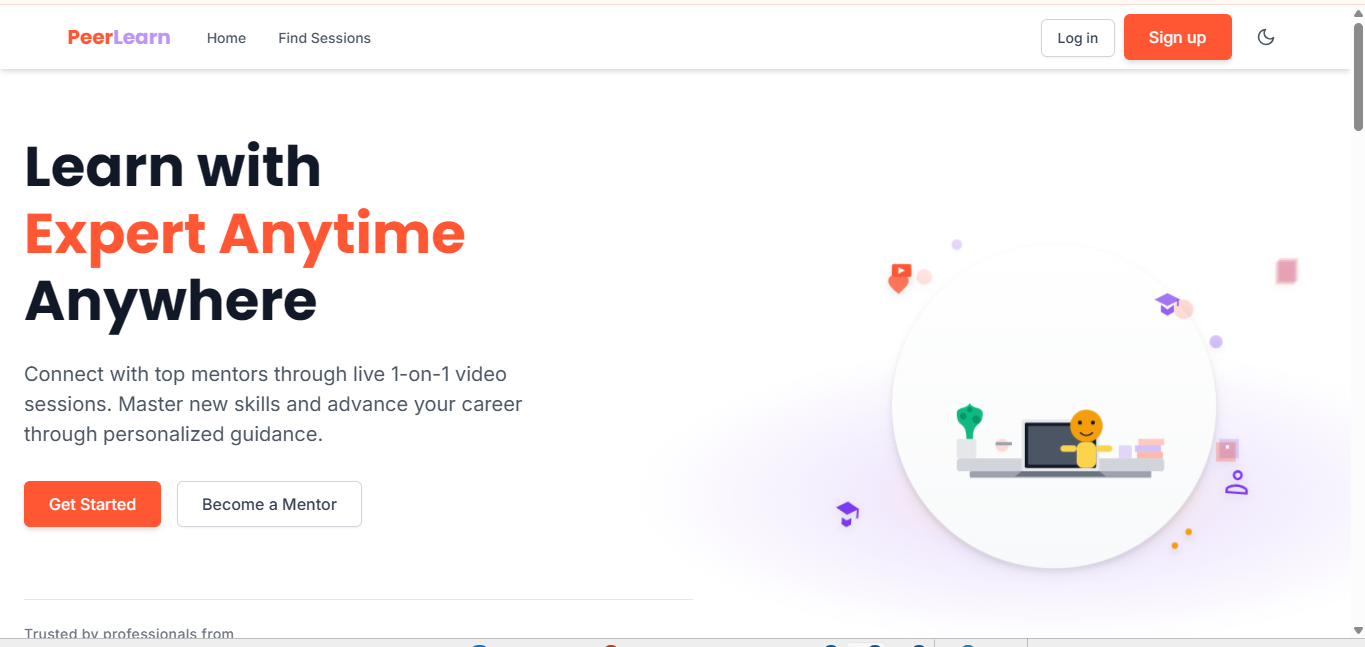 PeerLearn
Home
Find Sessions
Log in
Sign up
Learn with
Expert Anytime
Anywhere
Connect with top mentors through live 1-on-1 video
sessions. Master new skills and advance your career
through personalized guidance.
Get Started
Become a Mentor
Trusted by professionals from